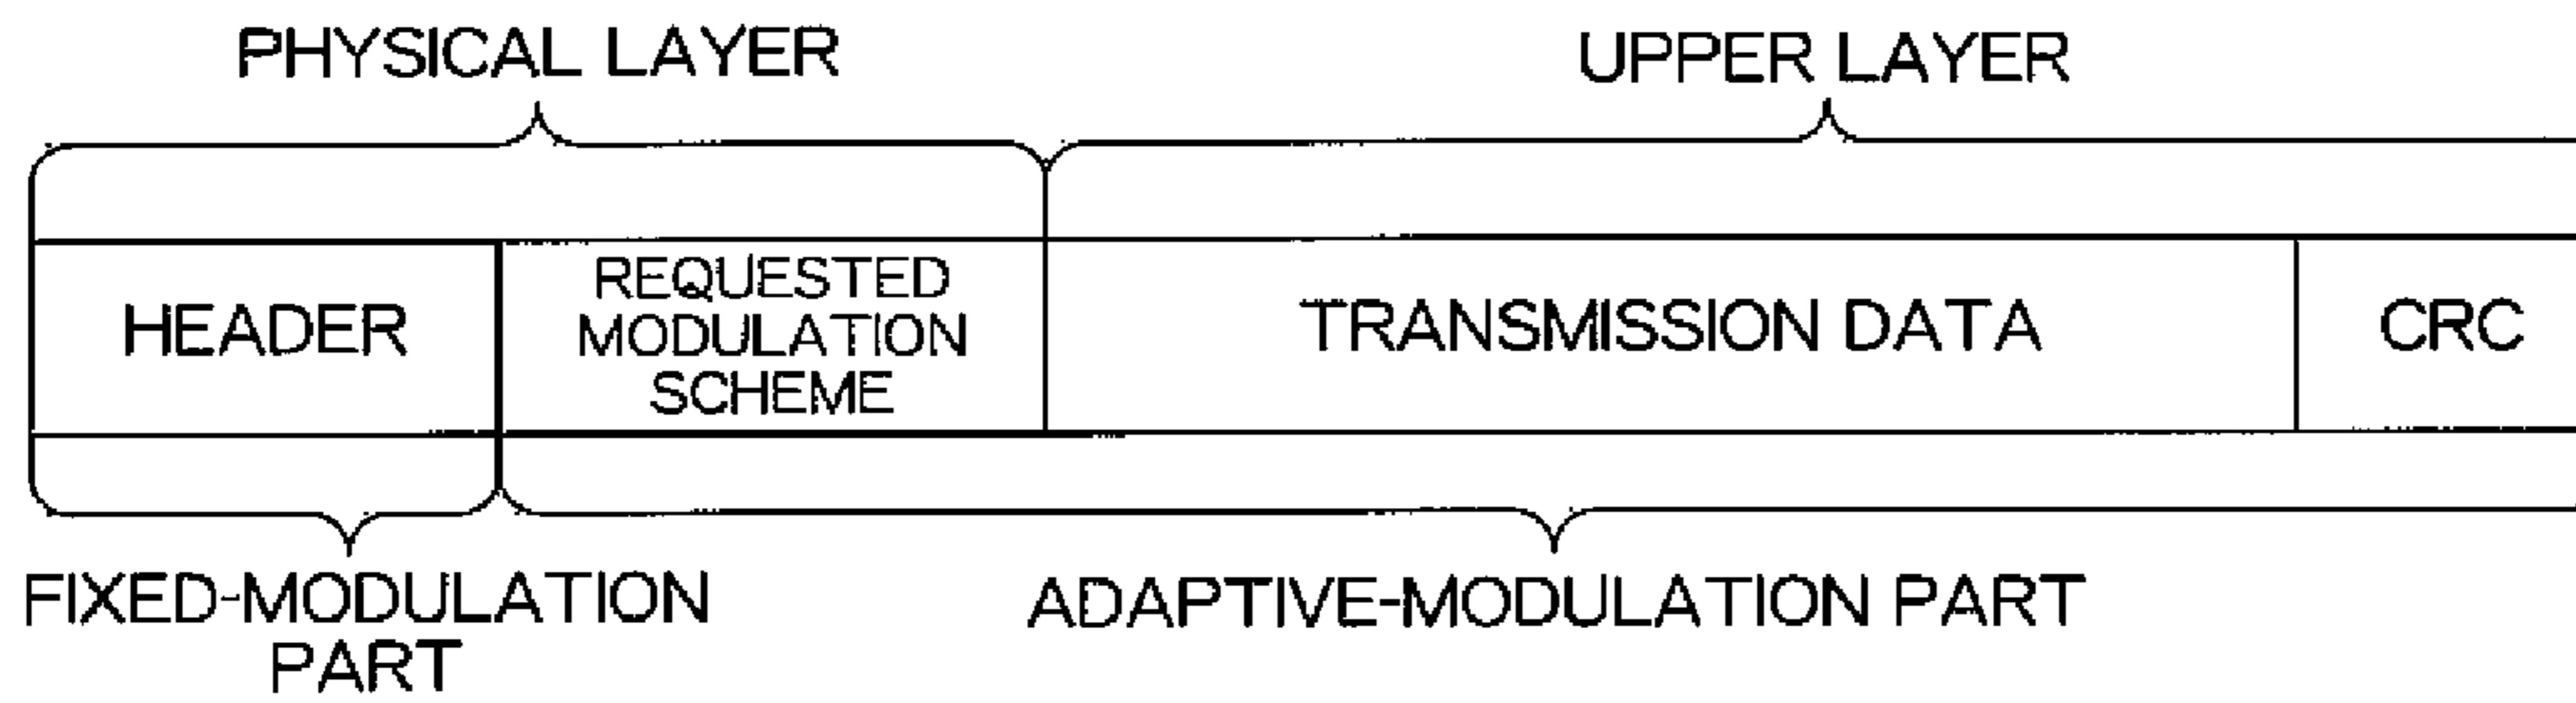 PHYSICAL LAYER
UPPER LAYER
HEADER
REQUESTED
MODULATION
SCHEME
TRANSMISSION DATA
CRC
FIXED-MODULATION
PART
ADAPTIVE-MODULATION PART